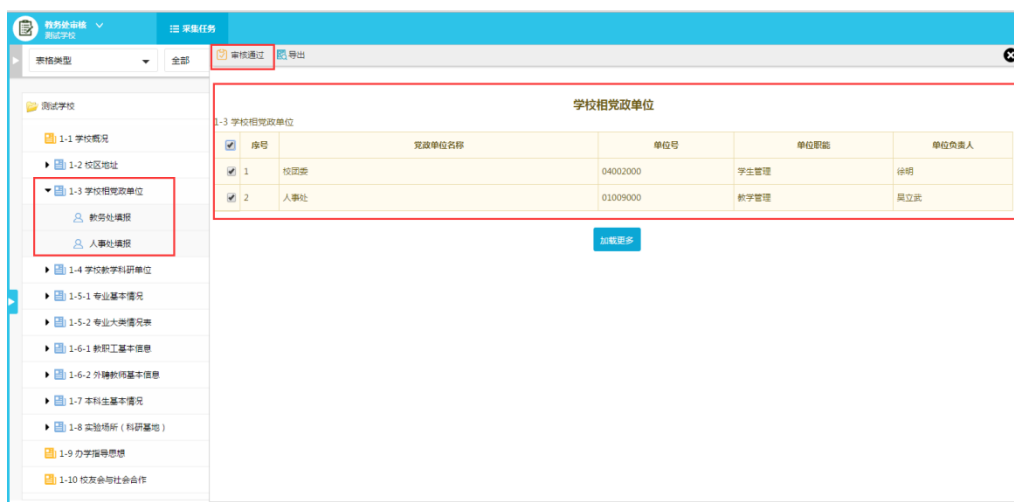 教务处审核
测试学校
采集任务
表格类型
全部
审核通过
导出
测试学校
1-1 学校概况
1-2 校区地址
1-3 学校相党政单位
教务处填报
人事处填报
1-4 学校教学科研单位
1-5-1 专业基本情况
1-5-2 专业大类情况表
1-6-1 教职工基本信息
1-6-2 外聘教师基本信息
1-7 本科生基本情况
1-8 实验场所（科研基地）
1-9 办学指导思想
1-10 校友会与社会合作
学校相党政单位
1-3 学校相党政单位
序号 党政单位名称 单位号 单位职能 单位负责人
1 校团委 04002000 学生管理 徐明
2 人事处 01009000 教学管理 吴立武
加载更多